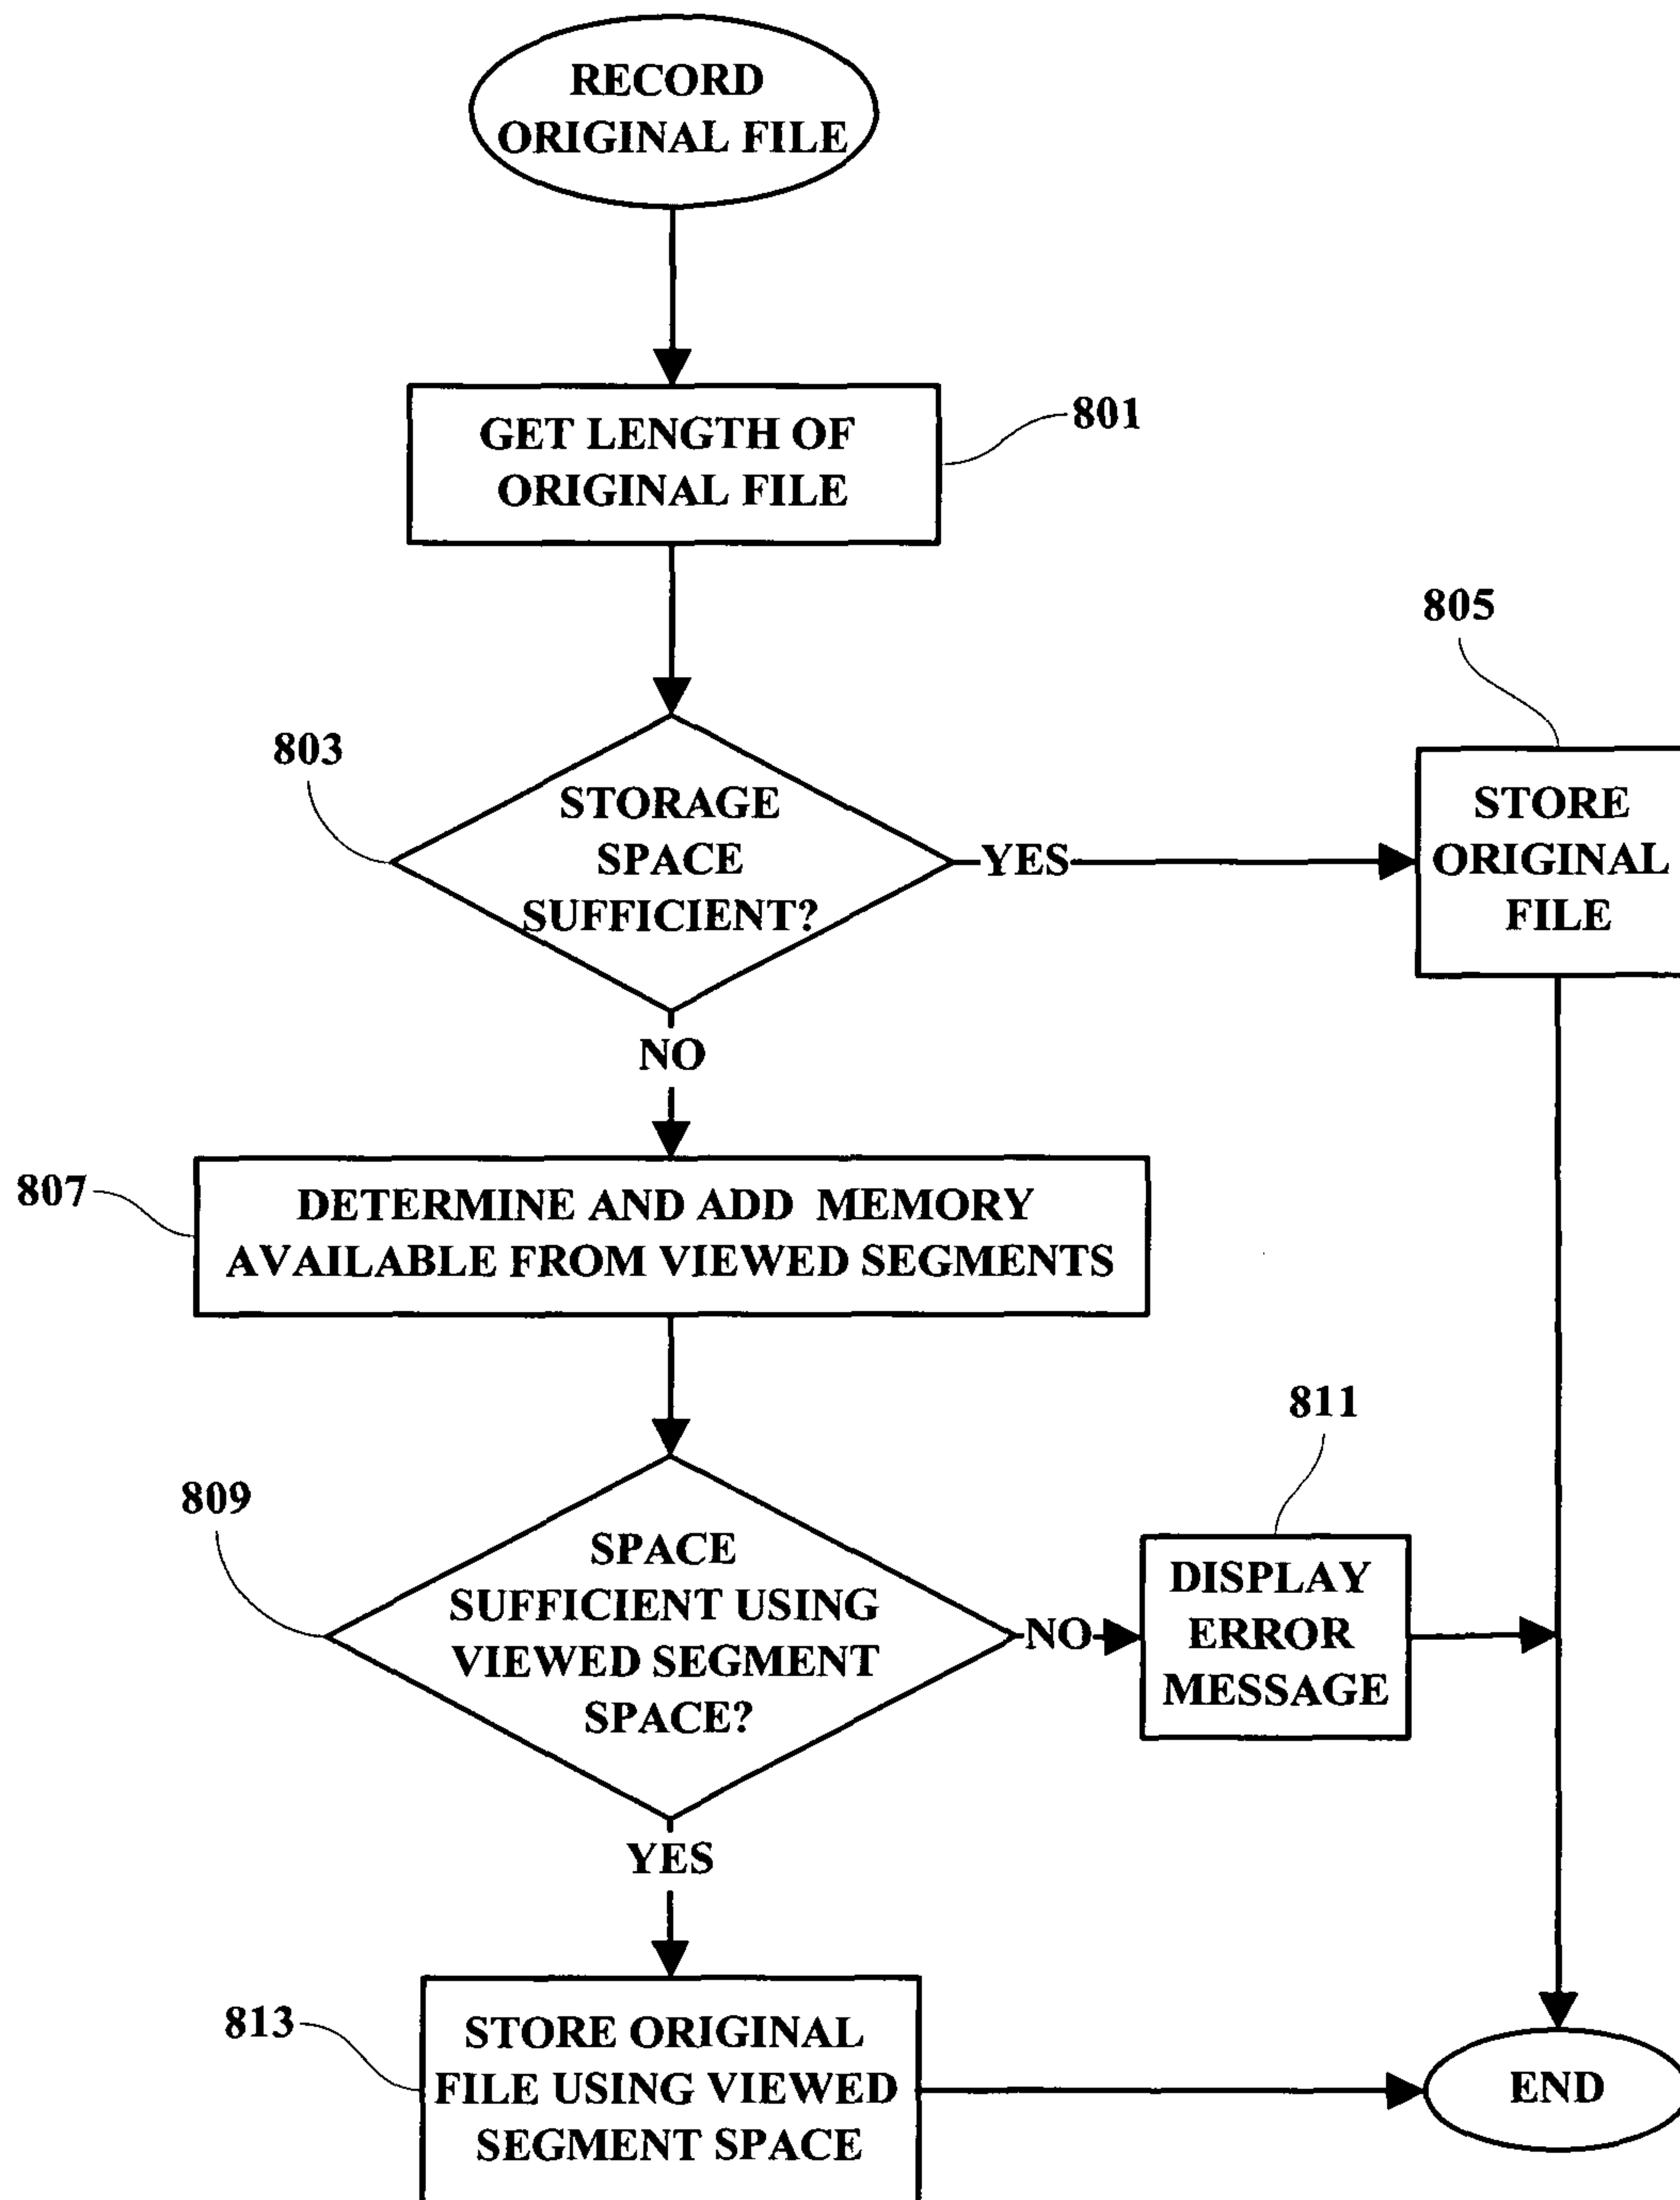 RECORD
ORIGINAL FILE
GET LENGTH OF
ORIGINAL FILE
801
803
STORAGE
SPACE
SUFFICIENT?
YES
805
STORE
ORIGINAL
FILE
NO
807
DETERMINE AND ADD MEMORY
AVAILABLE FROM VIEWED SEGMENTS
809
SPACE
SUFFICIENT USING
VIEWED SEGMENT
SPACE?
NO
811
DISPLAY
ERROR
MESSAGE
YES
813
STORE ORIGINAL
FILE USING VIEWED
SEGMENT SPACE
END